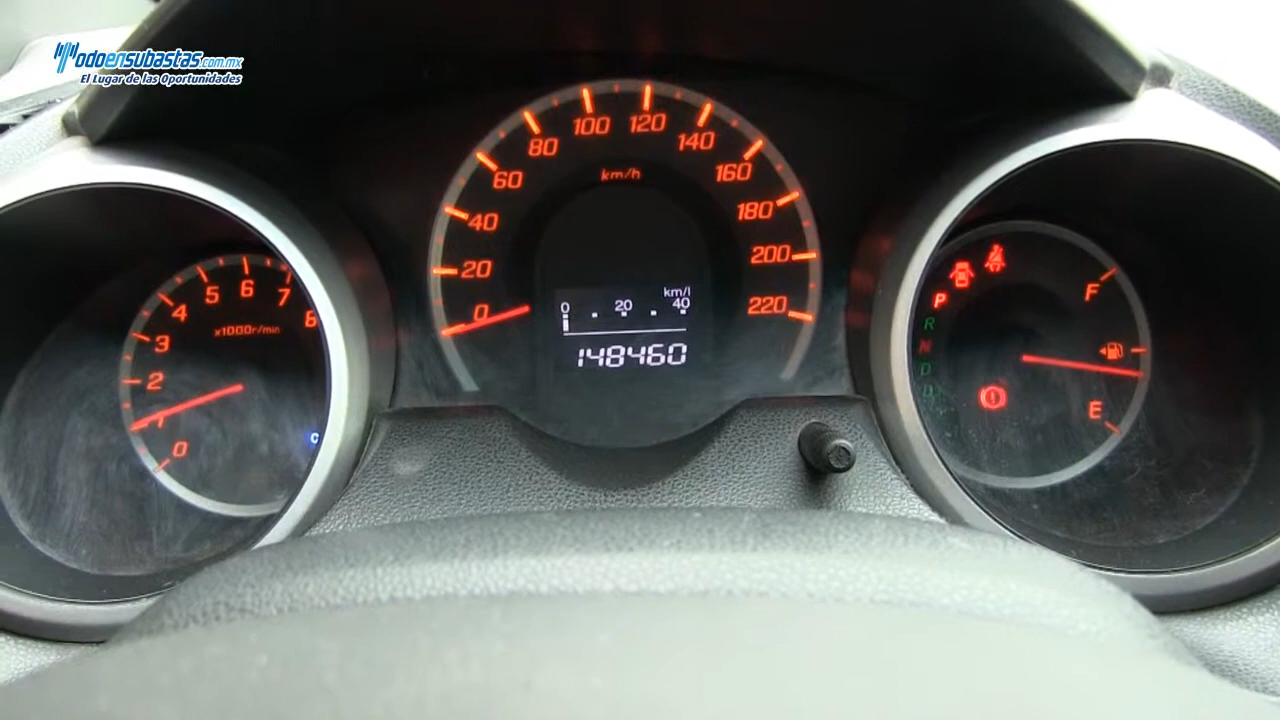 Todoensubastas.com.mx
El Lugar de las Oportunidades
0
1
2
3
4
5
6
7
8
x1000r/min
C
0
20
40
60
80
100
120
140
160
180
200
220
km/h
km/l
0 20 40
148460
P
R
N
D
F
E